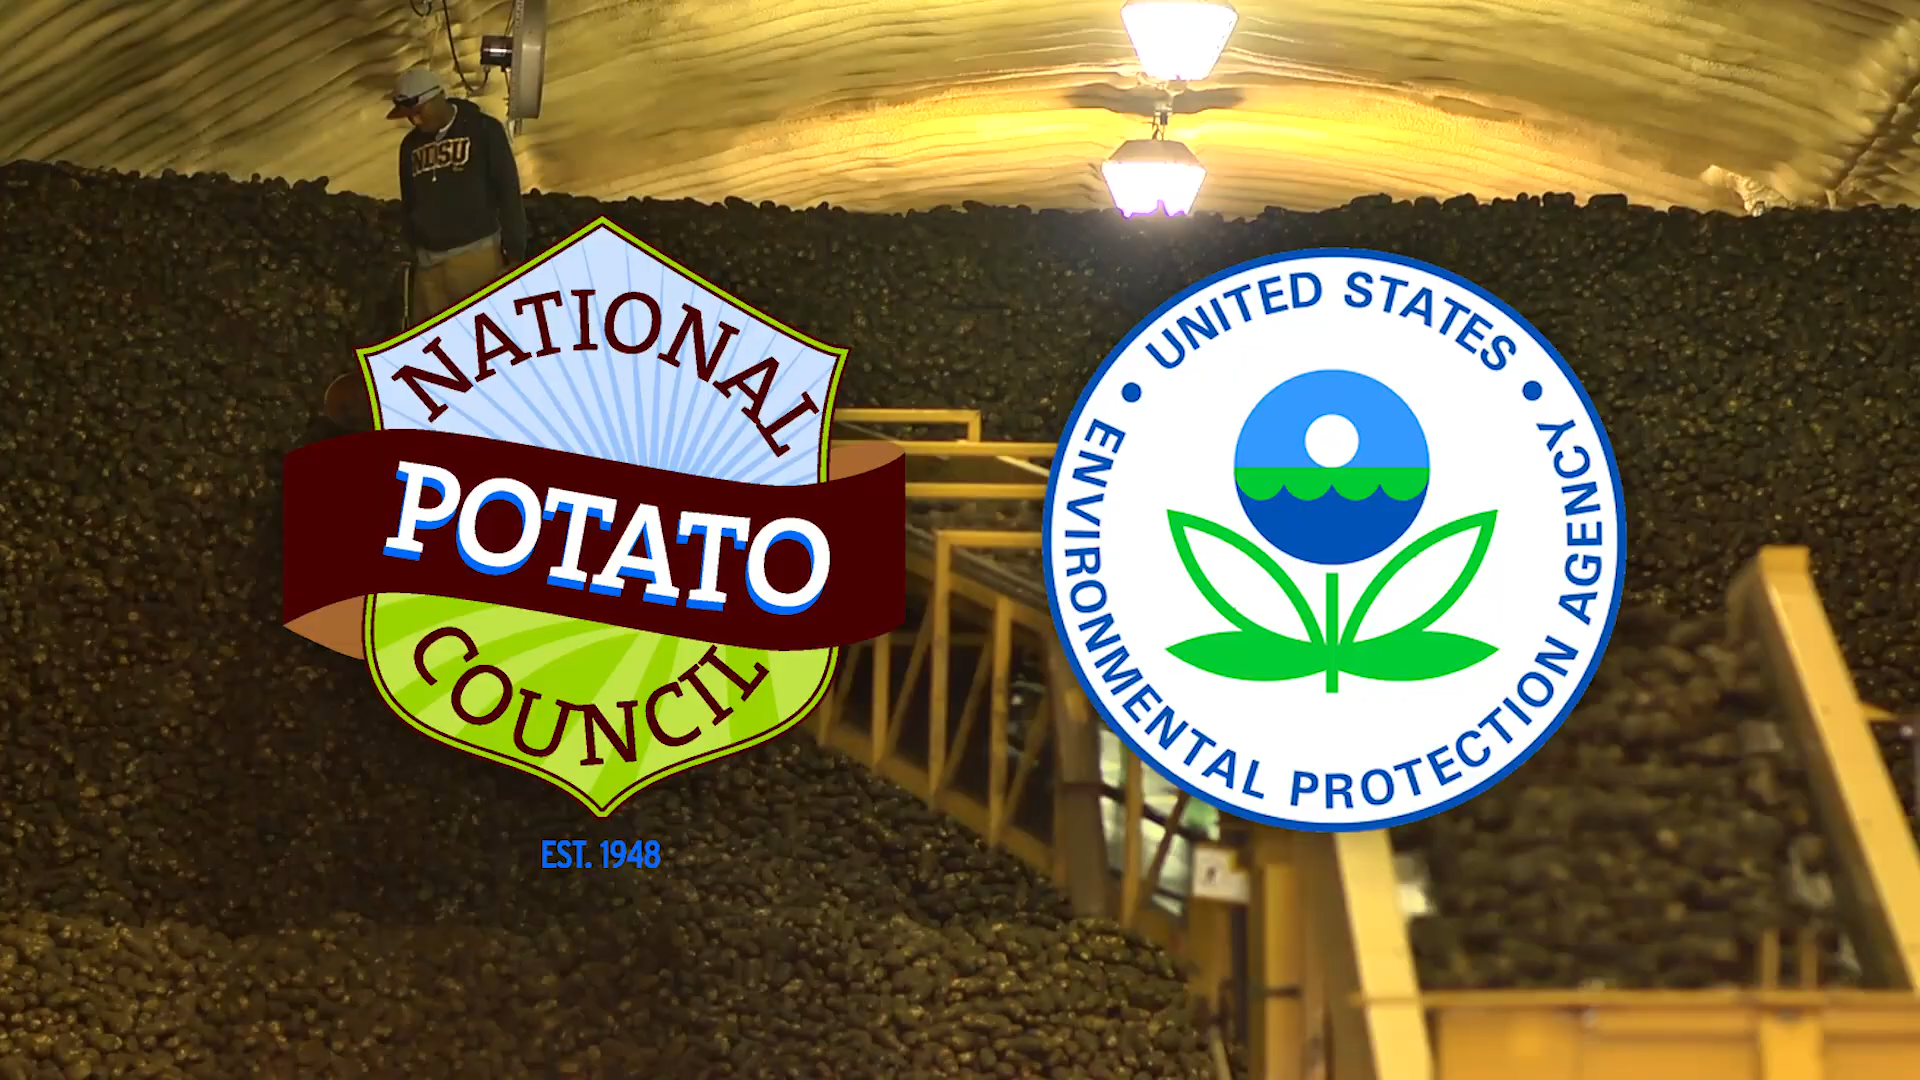 NDSU
NATIONAL
POTATO
COUNCIL
EST. 1948
• UNITED STATES •
ENVIRONMENTAL PROTECTION AGENCY